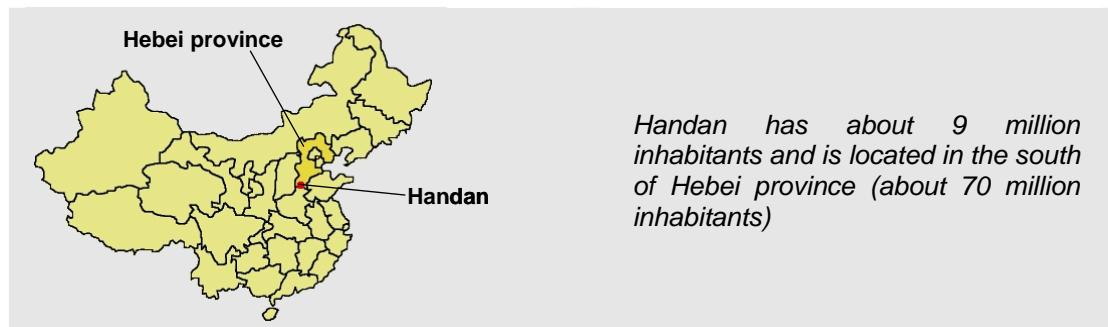 Hebei province
Handan
Handan has about 9 million
inhabitants and is located in the south
of Hebei province (about 70 million
inhabitants)